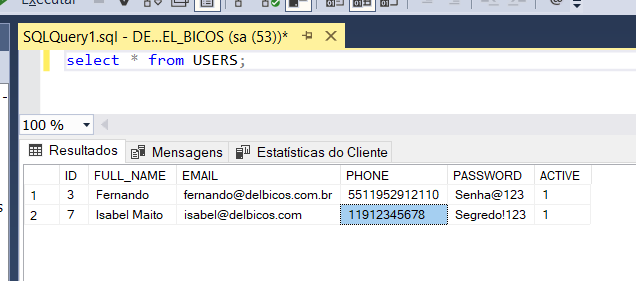 Executar
SQLQuery1.sql - DE...EL_BICOS (sa (53))*
select * from USERS;
100 %
Resultados Mensagens Estatísticas do Cliente
ID FULL_NAME EMAIL PHONE PASSWORD ACTIVE
1 3 Fernando fernando@delbicos.com.br 5511952912110 Senha@123 1
2 7 Isabel Maito isabel@delbicos.com 11912345678 Segredo!123 1